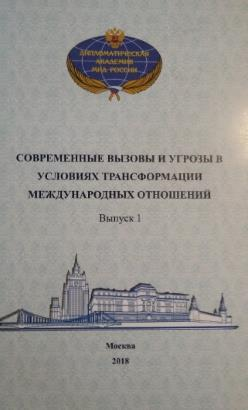 ДИПЛОМАТИЧЕСКАЯ
АКАДЕМИЯ
МИД РОССИИ
СОВРЕМЕННЫЕ ВЫЗОВЫ И УГРОЗЫ В
УСЛОВИЯХ ТРАНСФОРМАЦИИ
МЕЖДУНАРОДНЫХ ОТНОШЕНИЙ
Выпуск 1
Москва
2018